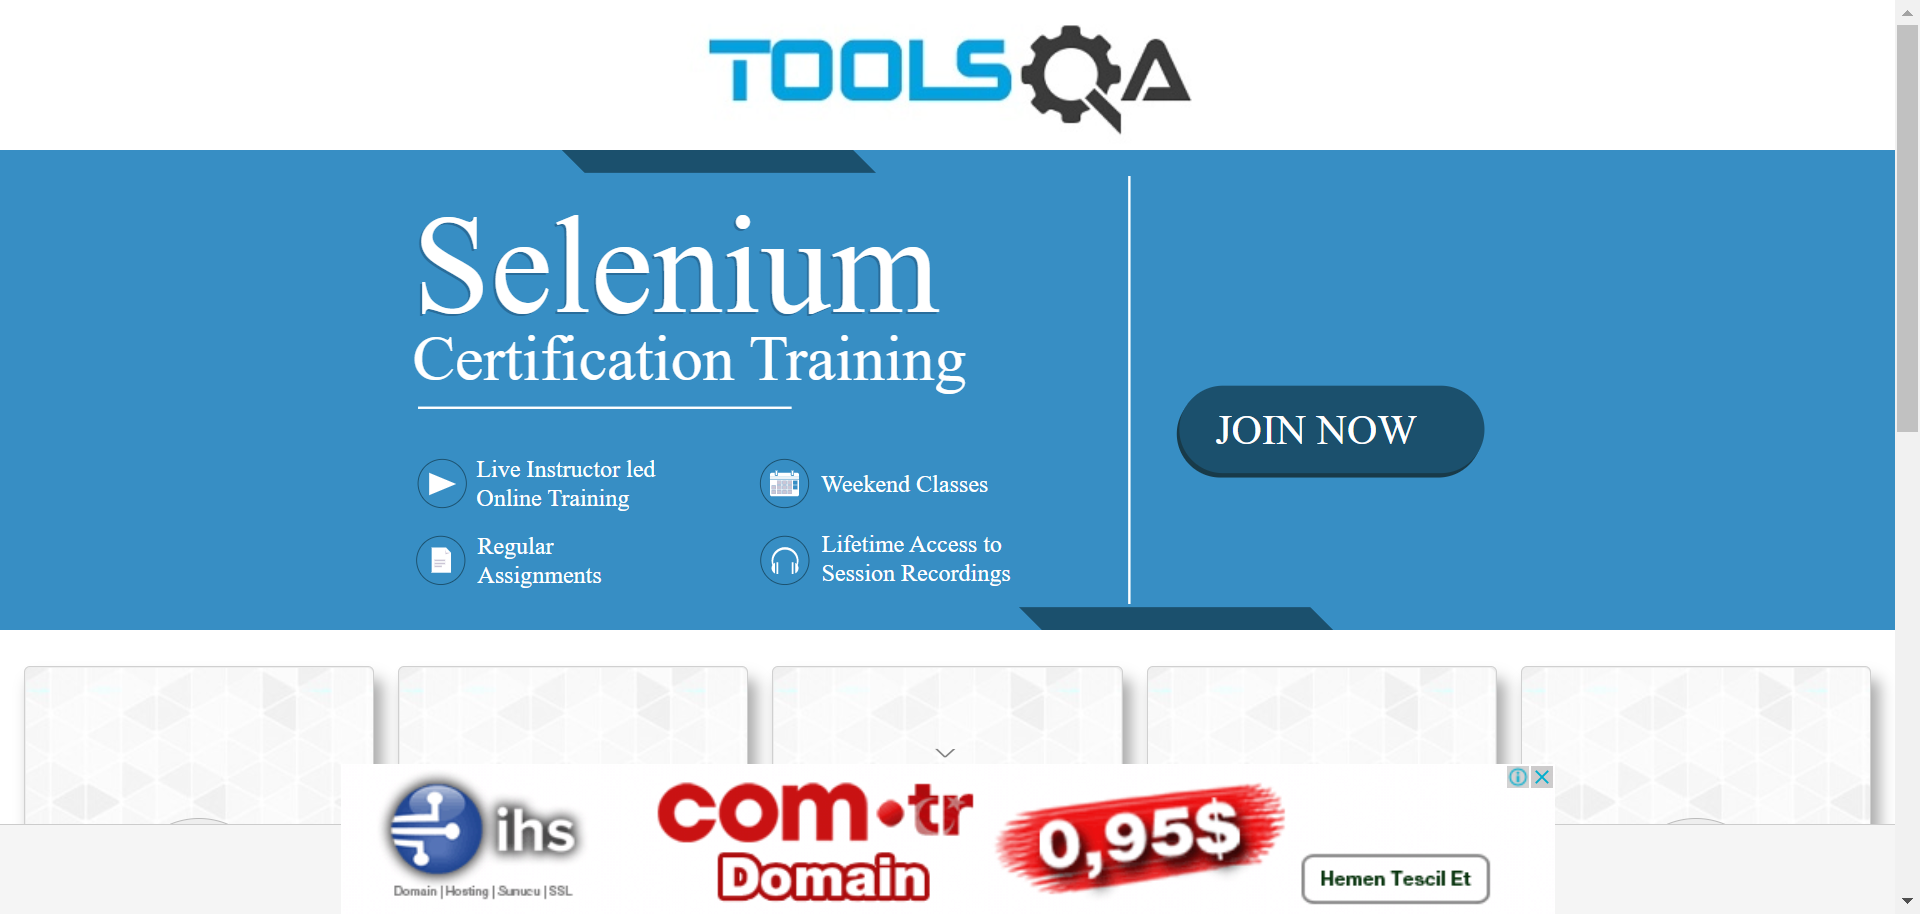 TOOLSQA
Selenium
Certification Training
JOIN NOW
Live Instructor led
Online Training
Weekend Classes
Regular
Assignments
Lifetime Access to
Session Recordings
ihs
Domain | Hosting | Sunucu | SSL
com.tr
Domain
0,95$
Hemen Tescil Et